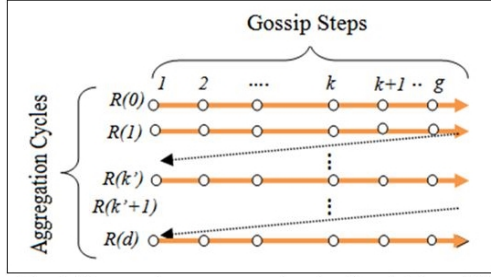 Gossip Steps
1 2 .... k k+1 .. g
Aggregation Cycles
R(0)
R(1)
R(k')
R(k'+1)
R(d)